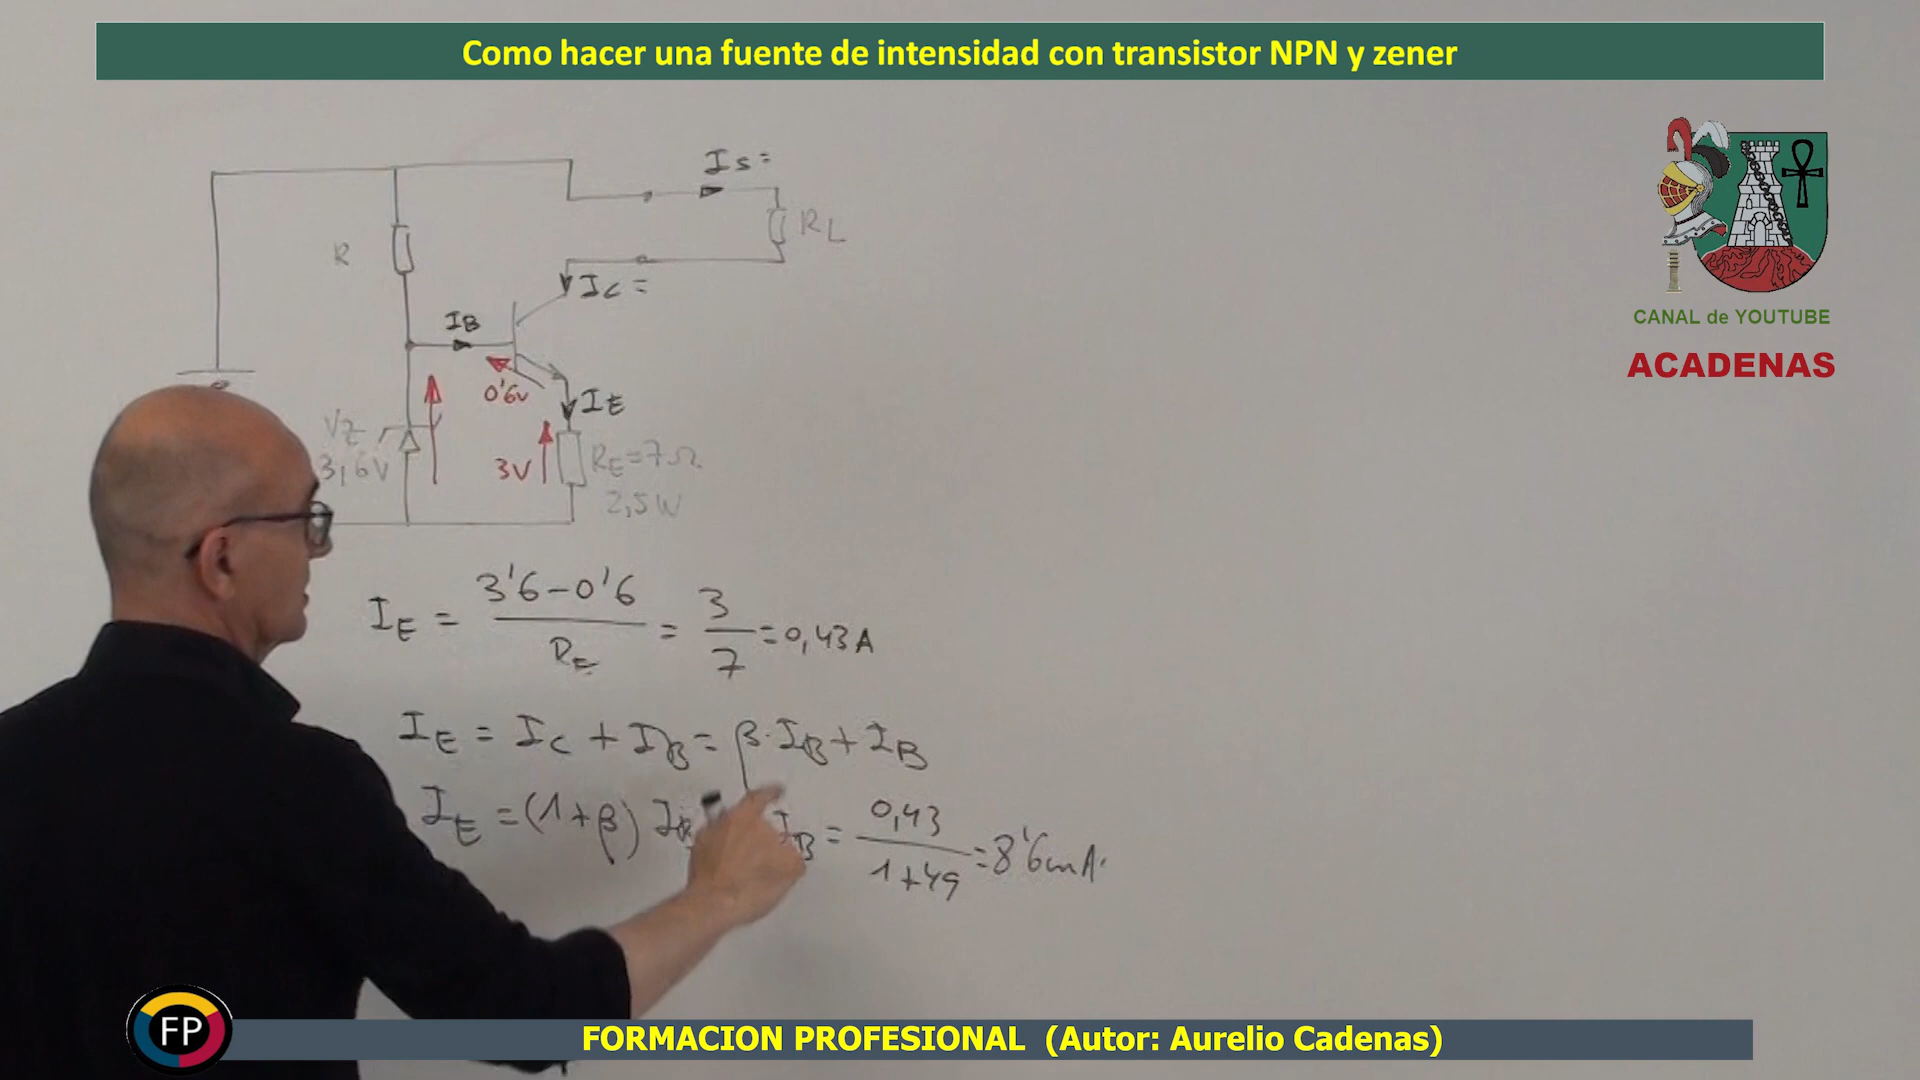 Como hacer una fuente de intensidad con transistor NPN y zener
Is=
R
RL
Ic=
IB
0'6v
IE
Vz
3,6V
3V
RE=7Ω
2,5W
CANAL de YOUTUBE
ACADENAS
IE = 3'6-0'6 / RE = 3 / 7 = 0,43A
IE = IC + IB = β·IB + IB
IE = (1+β) IB
IB = 0,43 / 1+49 = 8'6mA
FP
FORMACION PROFESIONAL (Autor: Aurelio Cadenas)